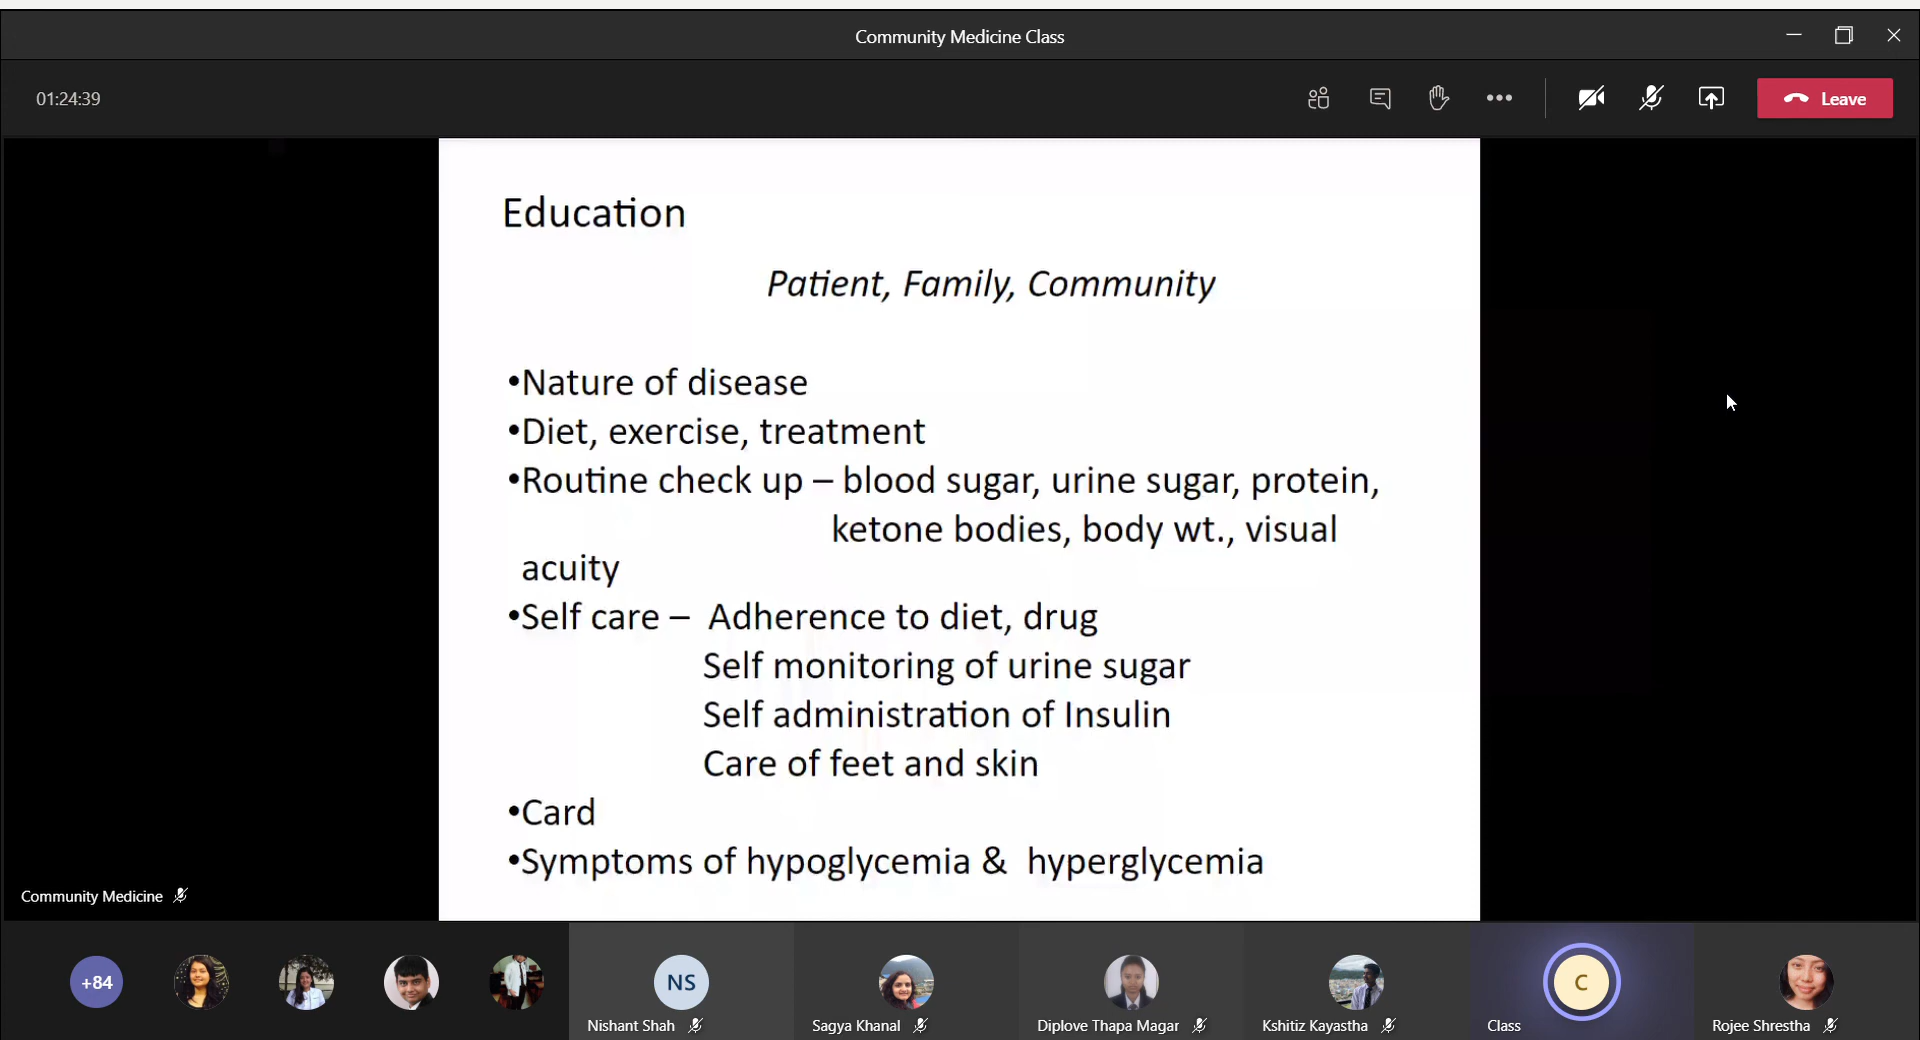 Community Medicine Class
01:24:39
Leave
Education
Patient, Family, Community
•Nature of disease
•Diet, exercise, treatment
•Routine check up – blood sugar, urine sugar, protein,
ketone bodies, body wt., visual
acuity
•Self care – Adherence to diet, drug
Self monitoring of urine sugar
Self administration of Insulin
Care of feet and skin
•Card
•Symptoms of hypoglycemia & hyperglycemia
Community Medicine
+84
NS
C
Nishant Shah
Sagya Khanal
Diplove Thapa Magar
Kshitiz Kayastha
Class
Rojee Shrestha